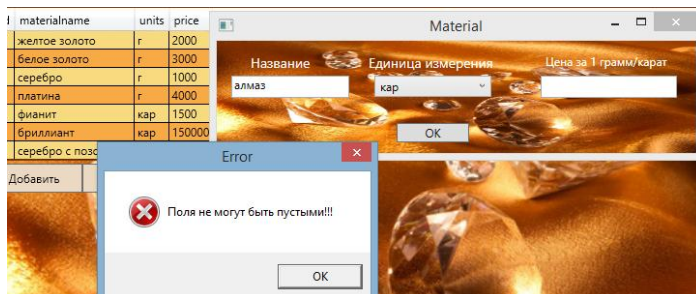 materialname units price
желтое золото г 2000
белое золото г 3000
серебро г 1000
платина г 4000
фианит кар 1500
бриллиант кар 150000
серебро с
Добавить
Material
Название Единица измерения Цена за 1 грамм/карат
алмаз кар
OK
Error
Поля не могут быть пустыми!!!
OK